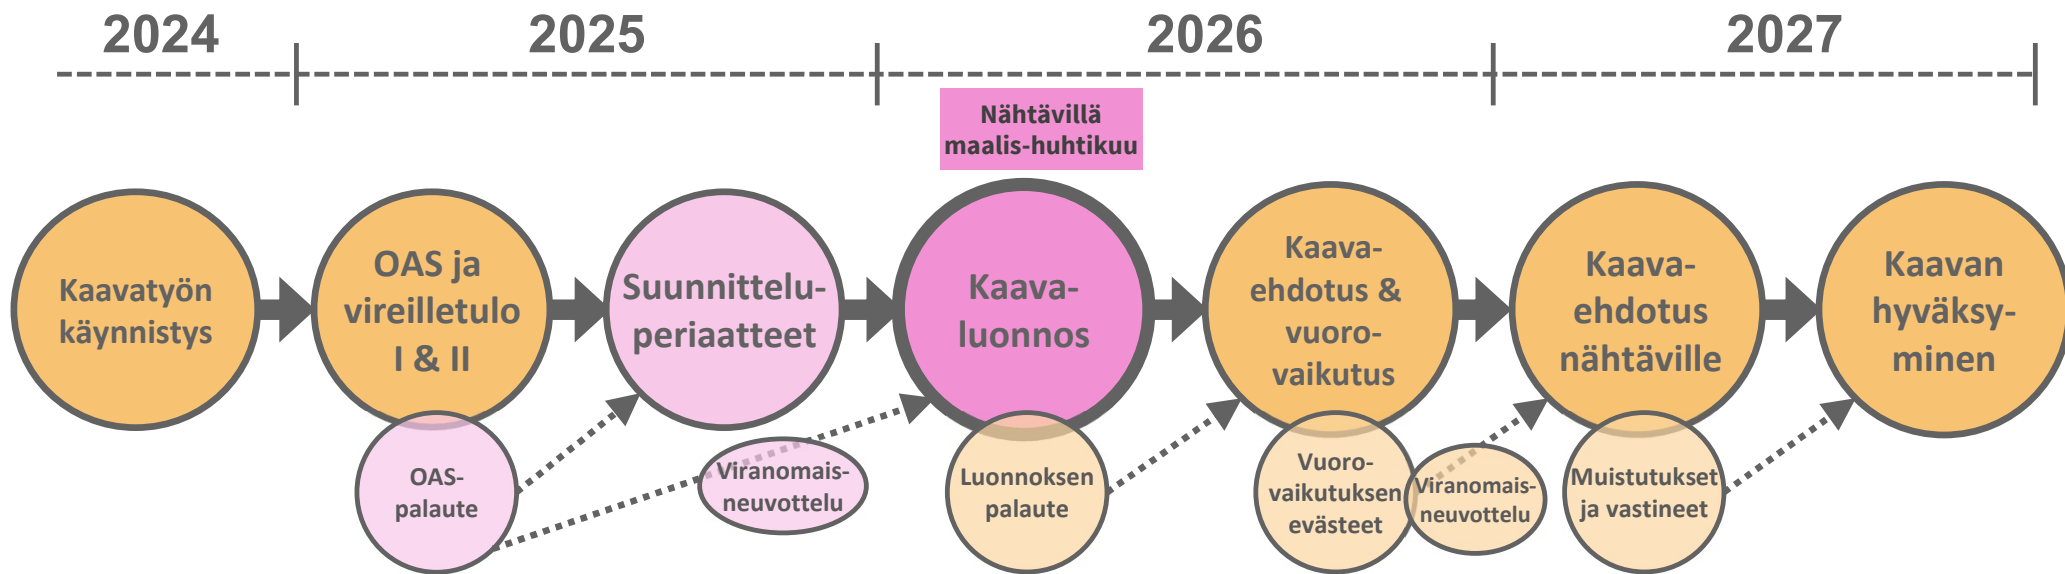 2024
2025
2026
2027
Nähtävillä
maalis-huhtikuu
Kaavatyön
käynnistys
OAS ja
vireilletulo
I & II
Suunnittelu-
periaatteet
Kaava-
luonnos
Kaava-
ehdotus &
vuoro-
vaikutus
Kaava-
ehdotus
nähtäville
Kaavan
hyväksy-
minen
OAS-
palaute
Viranomais-
neuvottelu
Luonnoksen
palaute
Vuoro-
vaikutuksen
evästeet
Viranomais-
neuvottelu
Muistutukset
ja vastineet